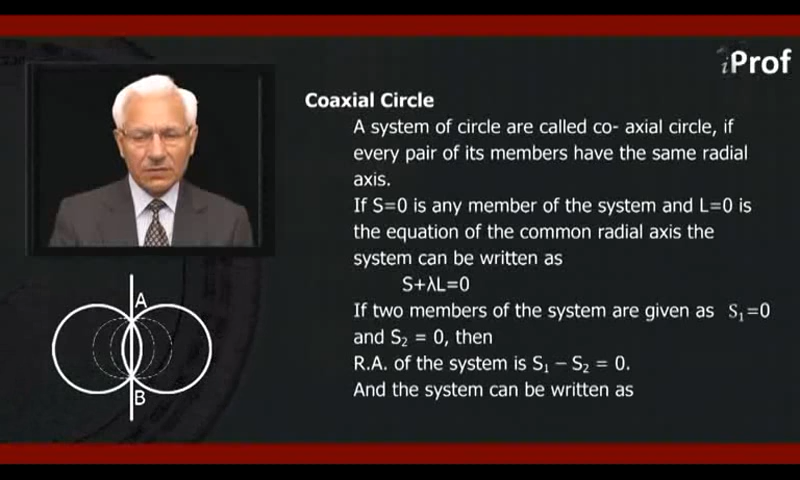 iProf
Coaxial Circle
A system of circle are called co- axial circle, if
every pair of its members have the same radial
axis.
If S=0 is any member of the system and L=0 is
the equation of the common radial axis the
system can be written as
S+λL=0
If two members of the system are given as S₁=0
and S₂ = 0, then
R.A. of the system is S₁ − S₂ = 0.
And the system can be written as
A
B